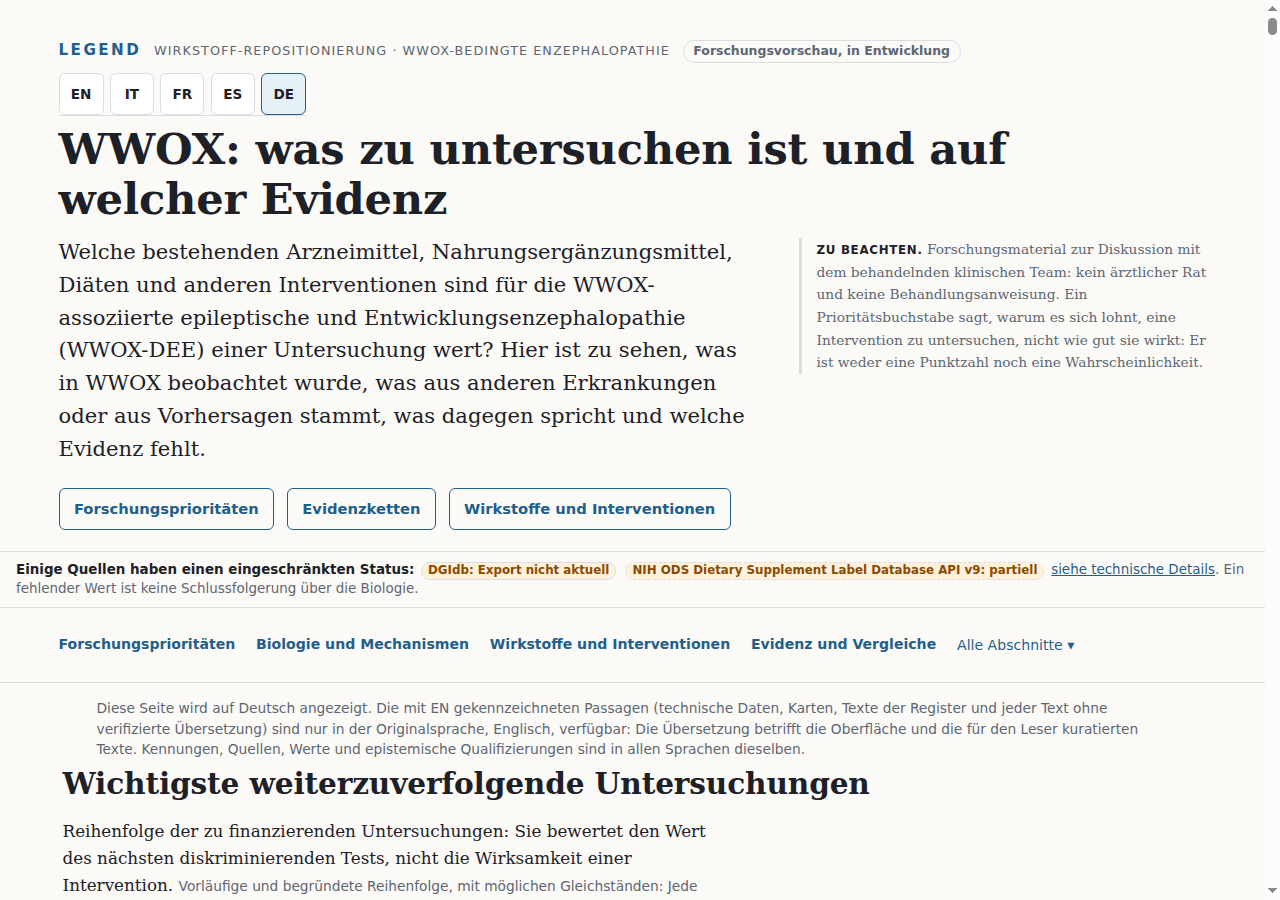 LEGEND WIRKSTOFF-REPOSITIONIERUNG · WWOX-BEDINGTE ENZEPHALOPATHIE Forschungsvorschau, in Entwicklung
EN IT FR ES DE
WWOX: was zu untersuchen ist und auf
welcher Evidenz
Welche bestehenden Arzneimittel, Nahrungsergänzungsmittel,
Diäten und anderen Interventionen sind für die WWOX-
assoziierte epileptische und Entwicklungsenzephalopathie
(WWOX-DEE) einer Untersuchung wert? Hier ist zu sehen, was
in WWOX beobachtet wurde, was aus anderen Erkrankungen
oder aus Vorhersagen stammt, was dagegen spricht und welche
Evidenz fehlt.
ZU BEACHTEN. Forschungsmaterial zur Diskussion mit
dem behandelnden klinischen Team: kein ärztlicher Rat
und keine Behandlungsanweisung. Ein
Prioritätsbuchstabe sagt, warum es sich lohnt, eine
Intervention zu untersuchen, nicht wie gut sie wirkt: Er
ist weder eine Punktzahl noch eine Wahrscheinlichkeit.
Forschungsprioritäten Evidenzketten Wirkstoffe und Interventionen
Einige Quellen haben einen eingeschränkten Status: DGIdb: Export nicht aktuell NIH ODS Dietary Supplement Label Database API v9: partiell siehe technische Details. Ein
fehlender Wert ist keine Schlussfolgerung über die Biologie.
Forschungsprioritäten Biologie und Mechanismen Wirkstoffe und Interventionen Evidenz und Vergleiche Alle Abschnitte ▾
Diese Seite wird auf Deutsch angezeigt. Die mit EN gekennzeichneten Passagen (technische Daten, Karten, Texte der Register und jeder Text ohne
verifizierte Übersetzung) sind nur in der Originalsprache, Englisch, verfügbar: Die Übersetzung betrifft die Oberfläche und die für den Leser kuratierten
Texte. Kennungen, Quellen, Werte und epistemische Qualifizierungen sind in allen Sprachen dieselben.
Wichtigste weiterzuverfolgende Untersuchungen
Reihenfolge der zu finanzierenden Untersuchungen: Sie bewertet den Wert
des nächsten diskriminierenden Tests, nicht die Wirksamkeit einer
Intervention. Vorläufige und begründete Reihenfolge, mit möglichen Gleichständen: Jede